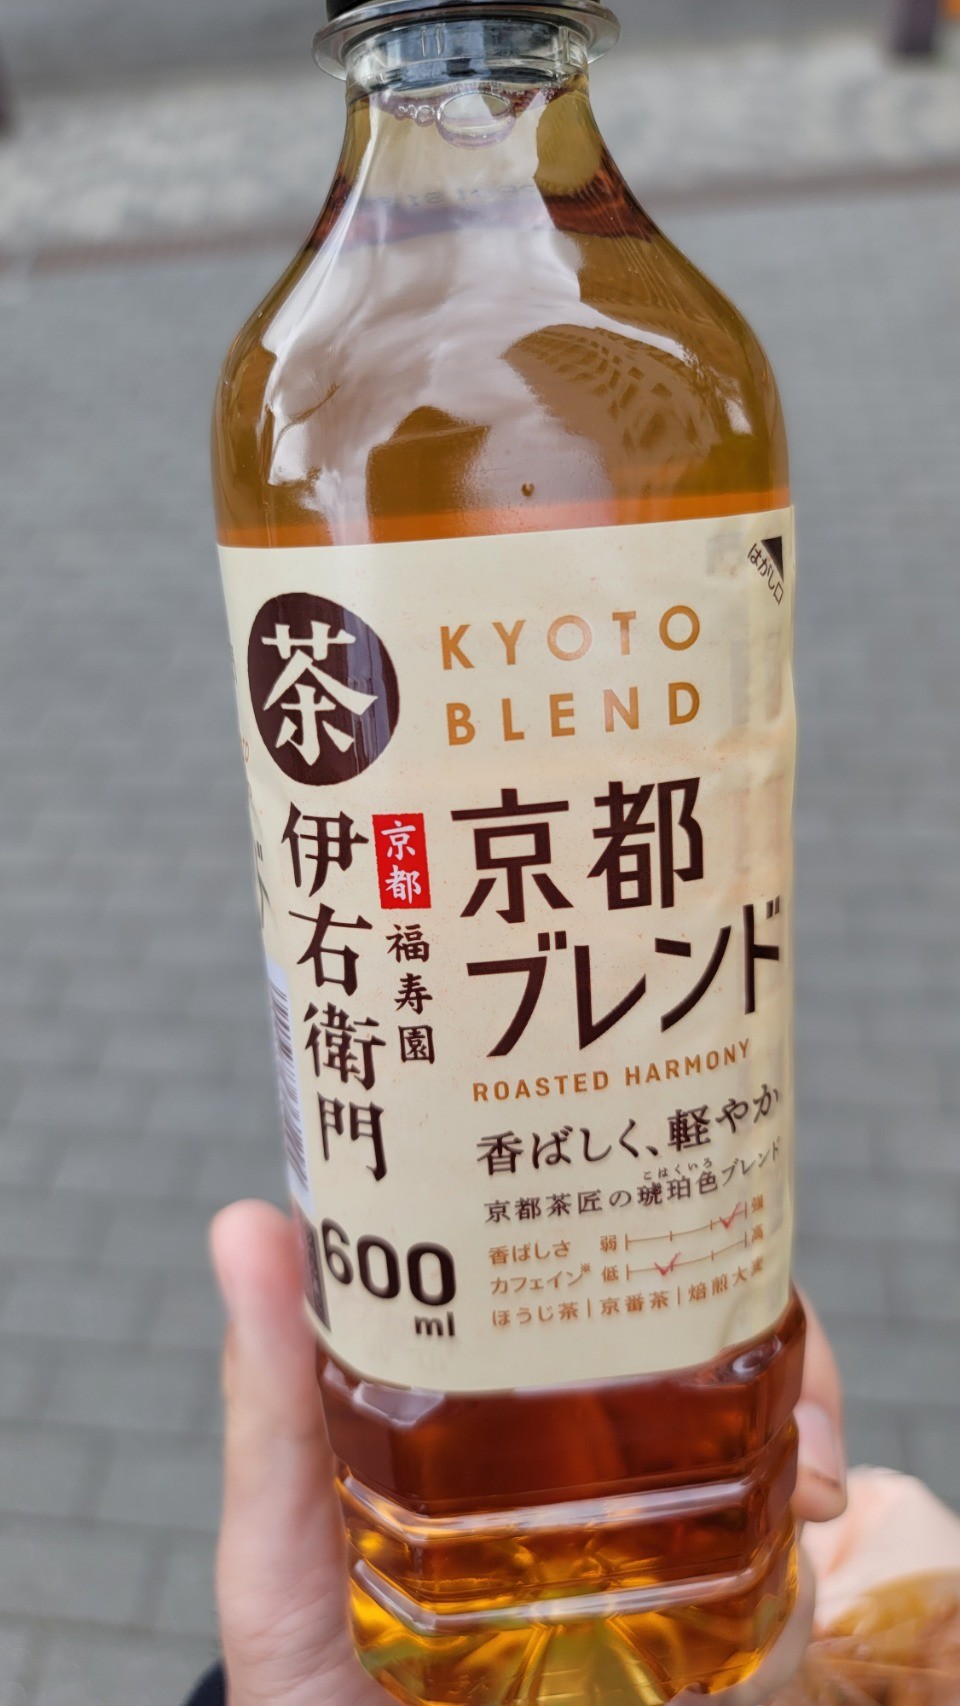 はがし口
茶
KYOTO
BLEND
伊右衛門
京都
福寿園
京都
ブレンド
ROASTED HARMONY
香ばしく、軽やか
こはくいろ
京都茶匠の琥珀色ブレンド
香ばしさ 弱 強
カフェイン※ 低 高
ほうじ茶|京番茶|焙煎大麦
600
ml